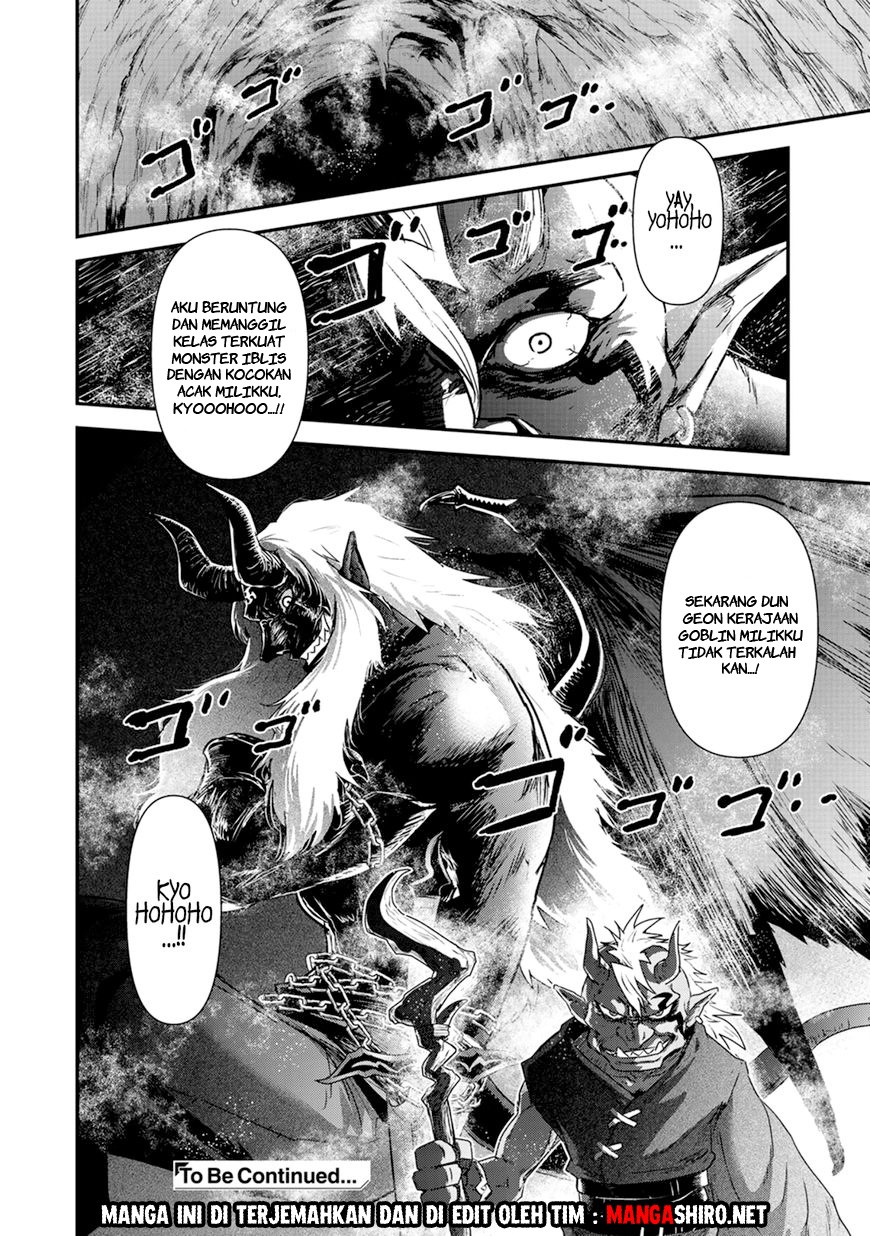 ゴゴゴゴ‥
YAY,
YOHOHO
...
ゴゴゴゴ‥
AKU BERUNTUNG
DAN MEMANGGIL
KELAS TERKUAT
MONSTER IBLIS
DENGAN KOCOKAN
ACAK MILIKKU,
KYOOOHOOO...!!
SEKARANG DUN
GEON KERAJAAN
GOBLIN MILIKKU
TIDAK TERKALAH
KAN...!
ゴゴゴゴゴ‥
KYO
HOHOHO
...!!
To Be Continued...
MANGA INI DI TERJEMAHKAN DAN DI EDIT OLEH TIM : MANGASHIRO.NET